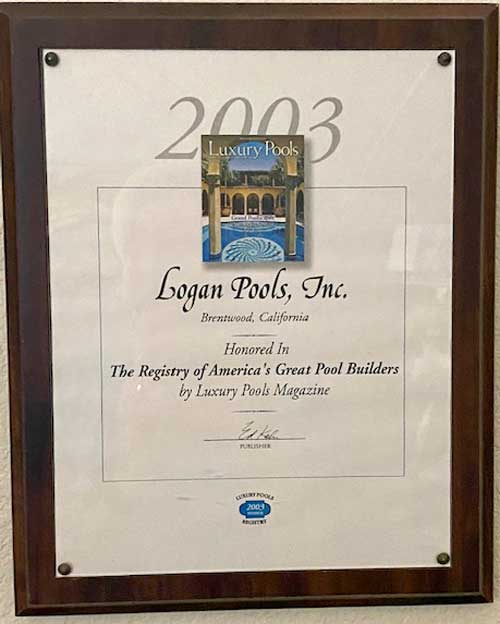 2003
Luxury Pools
Logan Pools, Inc.
Brentwood, California
Honored In
The Registry of America's Great Pool Builders
by Luxury Pools Magazine
PUBLISHER
LUXURY POOLS
2003
REGISTRY